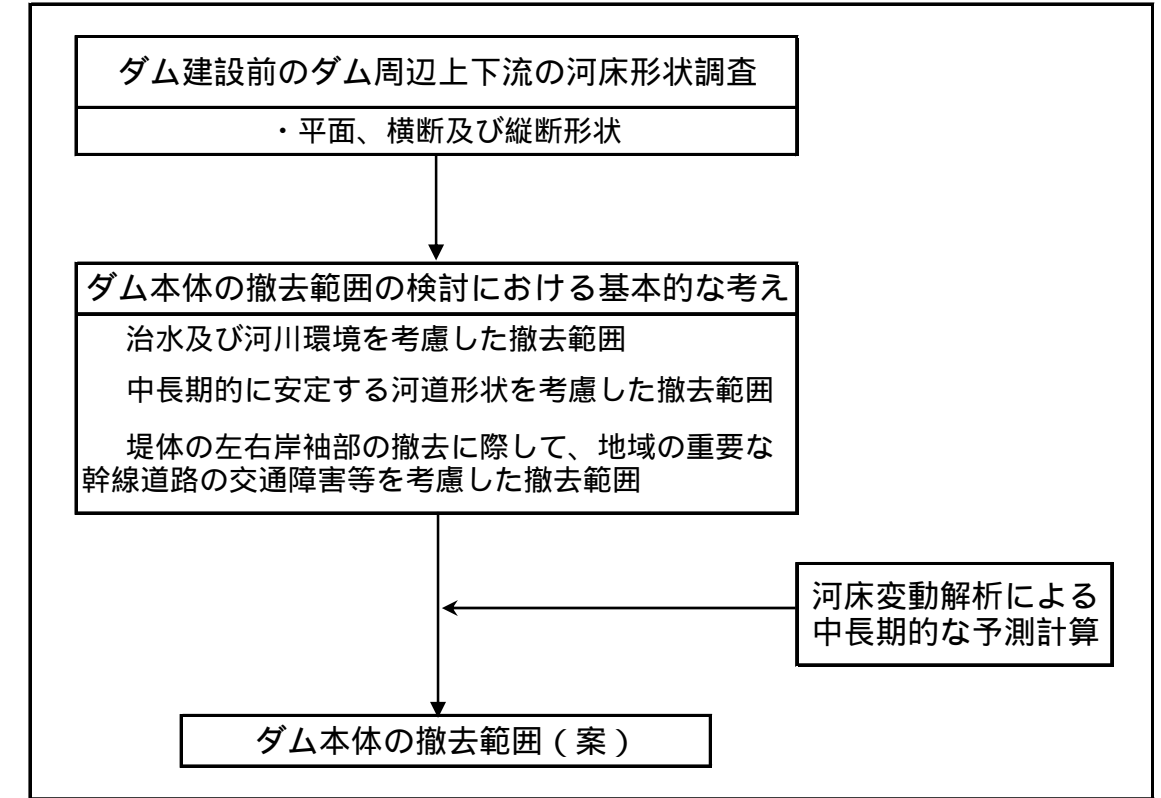 ダム建設前のダム周辺上下流の河床形状調査
・平面、横断及び縦断形状
ダム本体の撤去範囲の検討における基本的な考え
治水及び河川環境を考慮した撤去範囲
中長期的に安定する河道形状を考慮した撤去範囲
堤体の左右岸袖部の撤去に際して、地域の重要な
幹線道路の交通障害等を考慮した撤去範囲
河床変動解析による
中長期的な予測計算
ダム本体の撤去範囲(案)